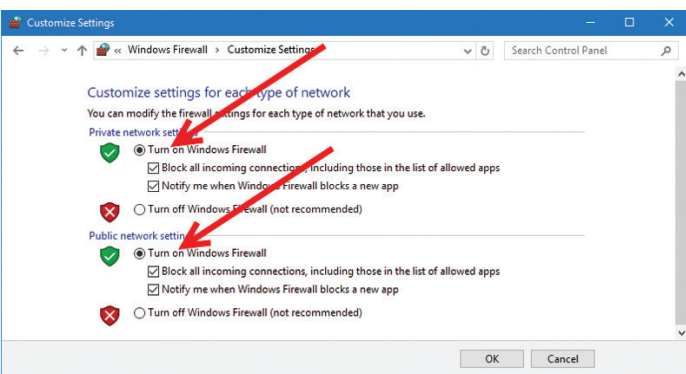 Customize Settings
« Windows Firewall › Customize Settings
Search Control Panel
Customize settings for each type of network
You can modify the firewall settings for each type of network that you use.
Private network settings
Turn on Windows Firewall
Block all incoming connections, including those in the list of allowed apps
Notify me when Windows Firewall blocks a new app
Turn off Windows Firewall (not recommended)
Public network settings
Turn on Windows Firewall
Block all incoming connections, including those in the list of allowed apps
Notify me when Windows Firewall blocks a new app
Turn off Windows Firewall (not recommended)
OK Cancel